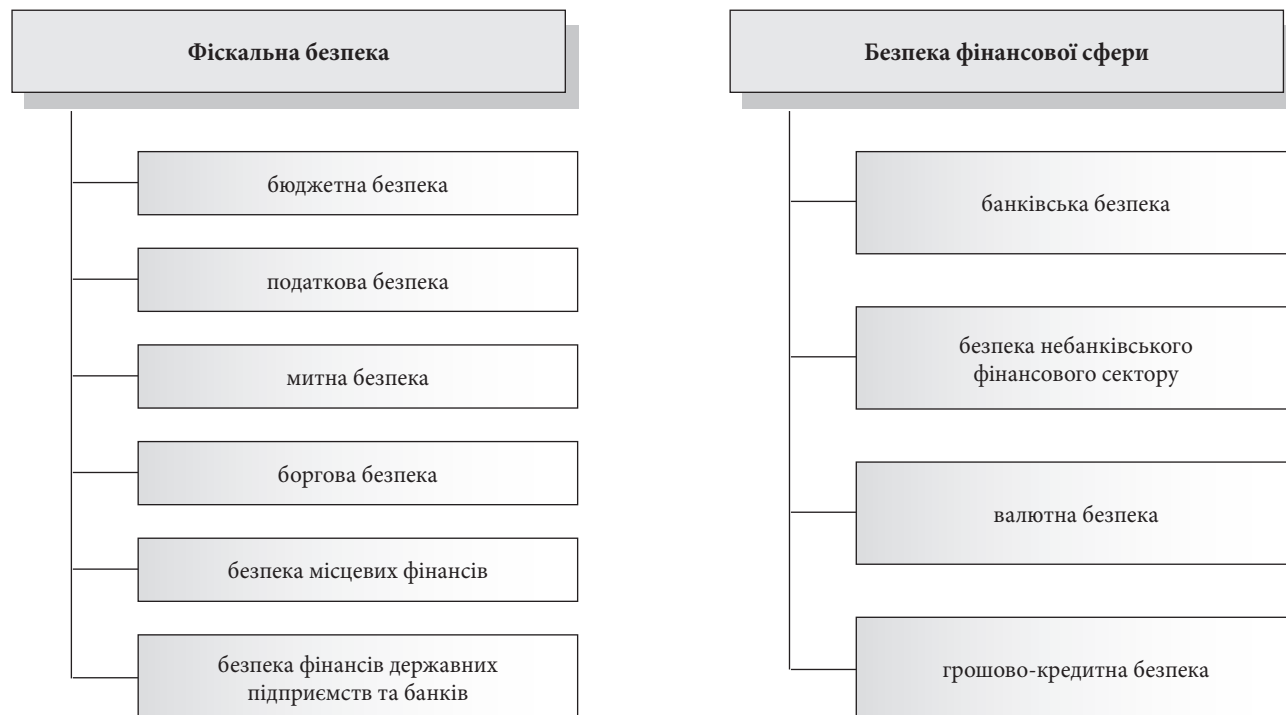 Фіскальна безпека
бюджетна безпека
податкова безпека
митна безпека
боргова безпека
безпека місцевих фінансів
безпека фінансів державних
підприємств та банків
Безпека фінансової сфери
банківська безпека
безпека небанківського
фінансового сектору
валютна безпека
грошово-кредитна безпека